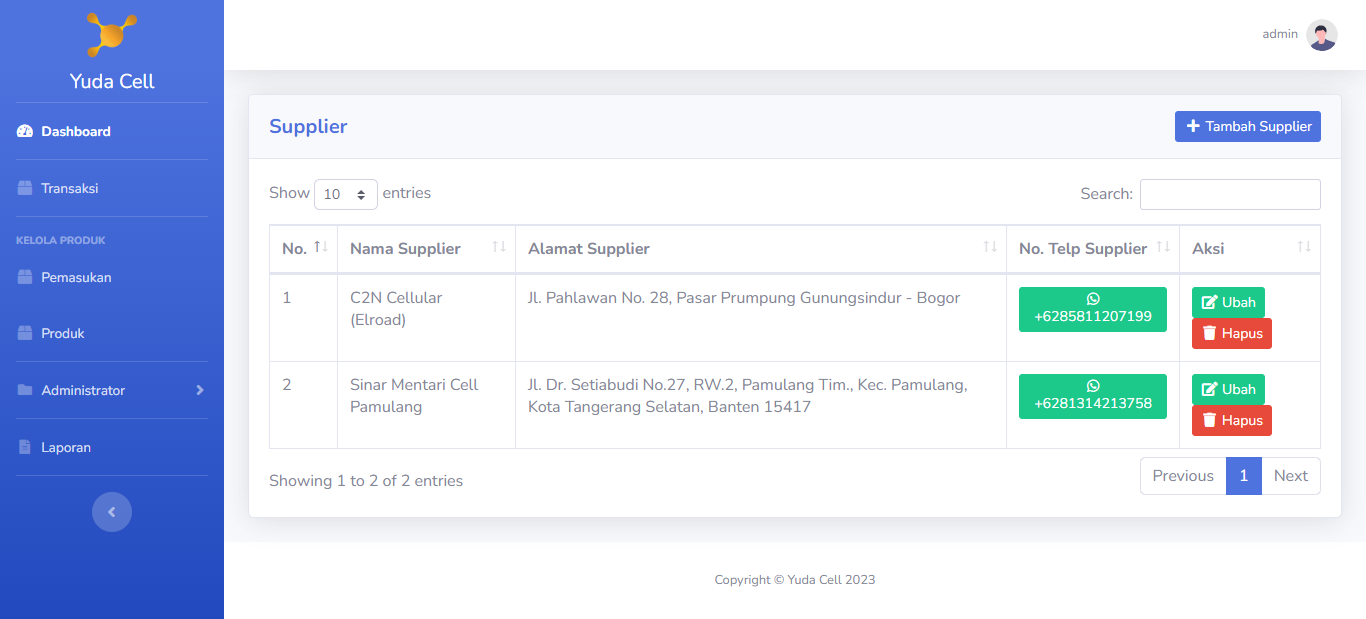 Yuda Cell
Dashboard
Transaksi
KELOLA PRODUK
Pemasukan
Produk
Administrator
Laporan
admin
Supplier
Tambah Supplier
Show 10 entries
Search:
No. Nama Supplier Alamat Supplier No. Telp Supplier Aksi
1 C2N Cellular Jl. Pahlawan No. 28, Pasar Prumpung Gunungsindur - Bogor
(Elroad)
+6285811207199
Ubah
Hapus
2 Sinar Mentari Cell Jl. Dr. Setiabudi No.27, RW.2, Pamulang Tim., Kec. Pamulang,
Pamulang Kota Tangerang Selatan, Banten 15417
+6281314213758
Ubah
Hapus
Showing 1 to 2 of 2 entries
Previous 1 Next
Copyright © Yuda Cell 2023